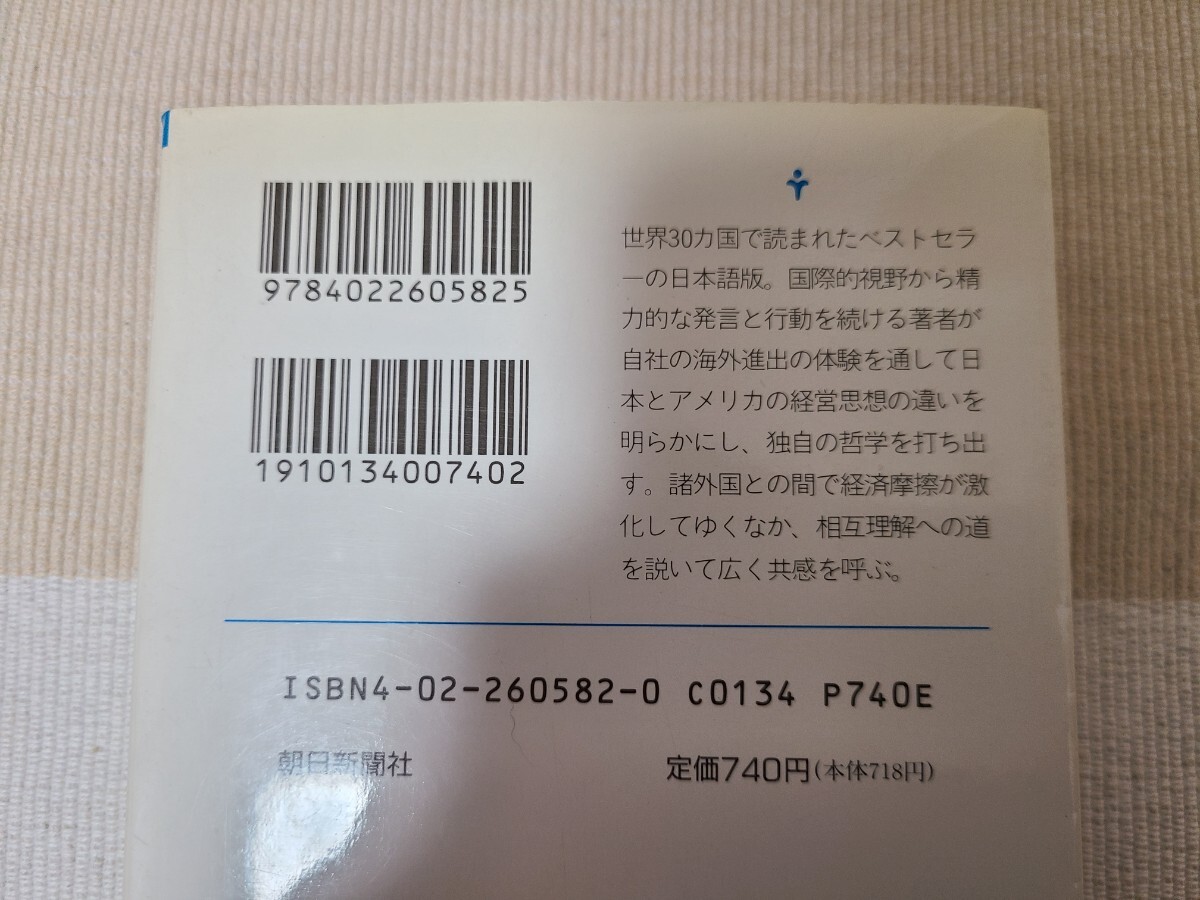 9784022605825
1910134007402
世界30カ国で読まれたベストセラ
ーの日本語版。国際的視野から精
力的な発言と行動を続ける著者が
自社の海外進出の体験を通して日
本とアメリカの経営思想の違いを
明らかにし、独自の哲学を打ち出
す。諸外国との間で経済摩擦が激
化してゆくなか、相互理解への道
を説いて広く共感を呼ぶ。
ISBN4-02-260582-0 C0134 P740E
朝日新聞社
定価740円(本体718円)